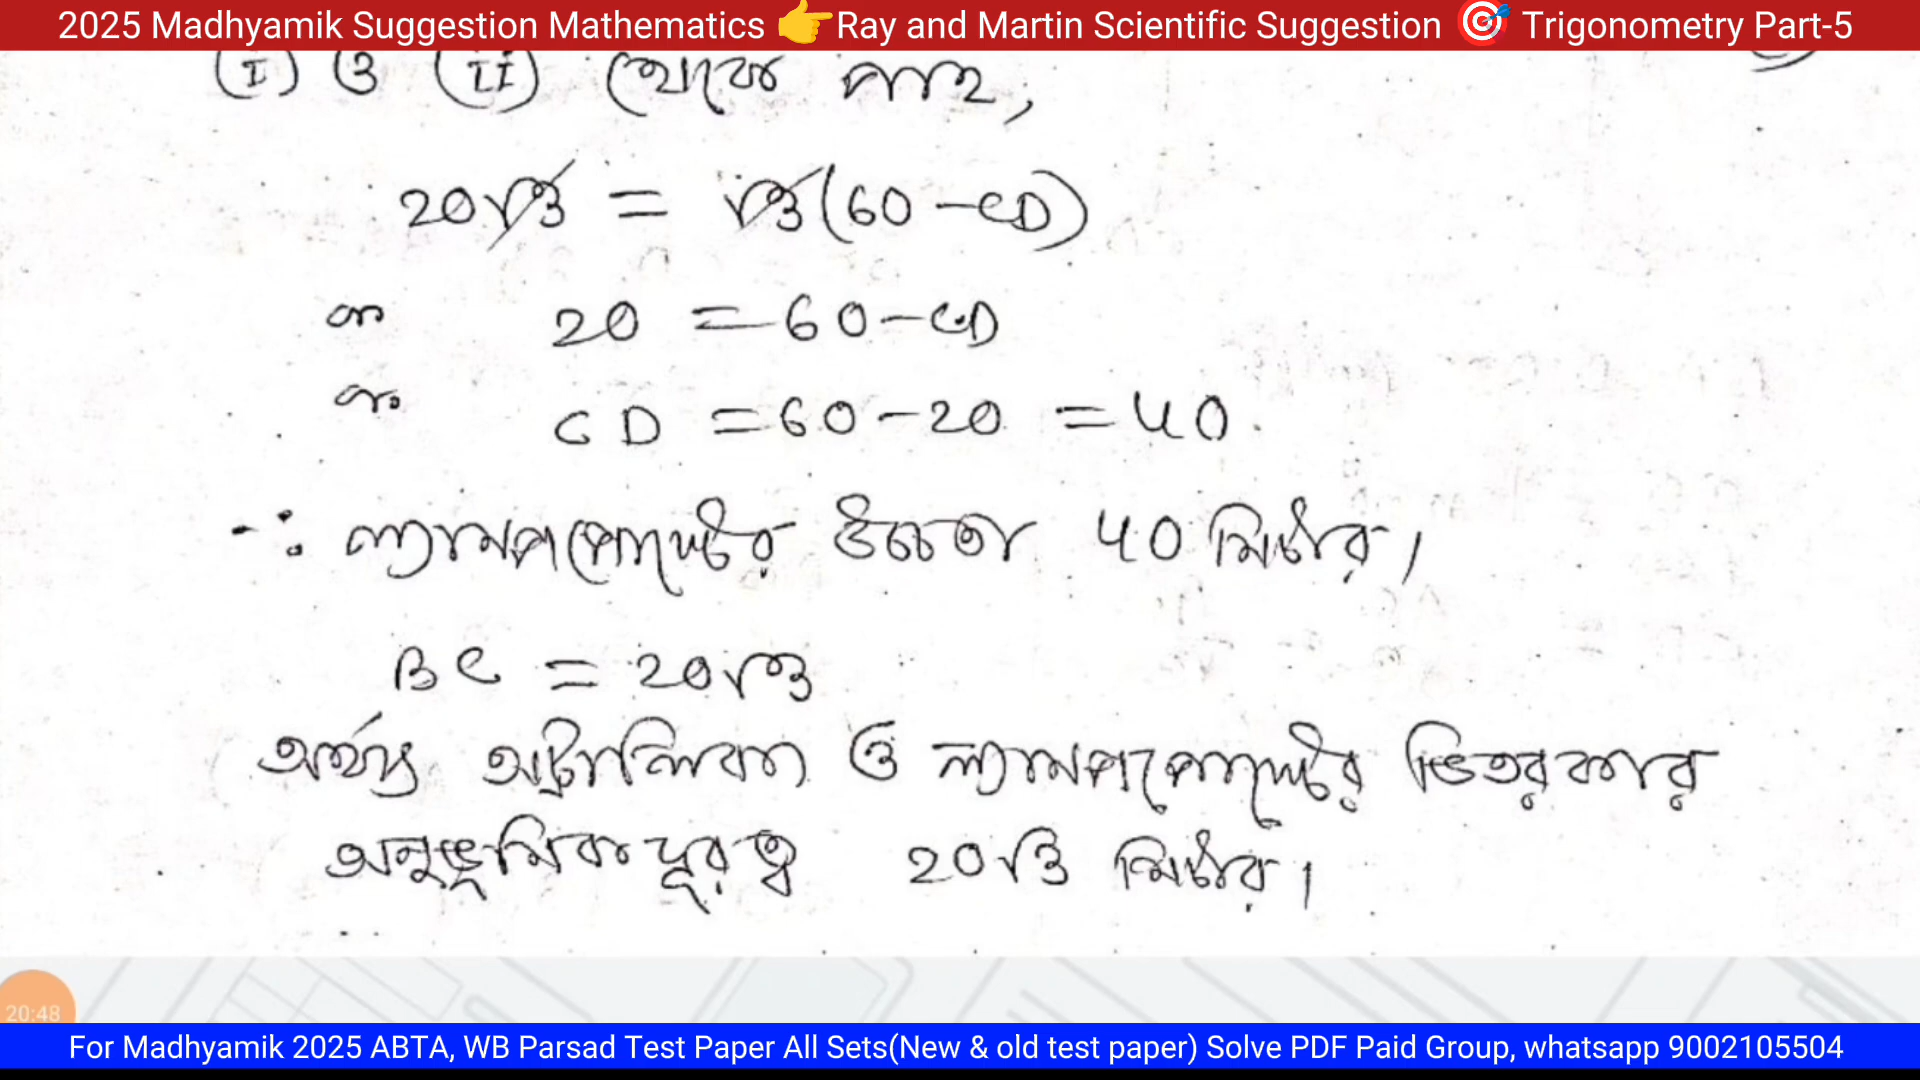 2025 Madhyamik Suggestion Mathematics 👉Ray and Martin Scientific Suggestion 🎯 Trigonometry Part-5
(I) ও (II) থেকে পাই,
20√3 = √3(60-CD)
বা 20 = 60-CD
বা. CD = 60-20 = 40.
∴ ল্যাম্পপোস্টের উচ্চতা 40 মিটার।
BC = 20√3
অর্থাৎ অট্টালিকা ও ল্যাম্পপোস্টের ভিতরকার
অনুভূমিক দূরত্ব 20√3 মিটার।
20:48
For Madhyamik 2025 ABTA, WB Parsad Test Paper All Sets(New & old test paper) Solve PDF Paid Group, whatsapp 9002105504